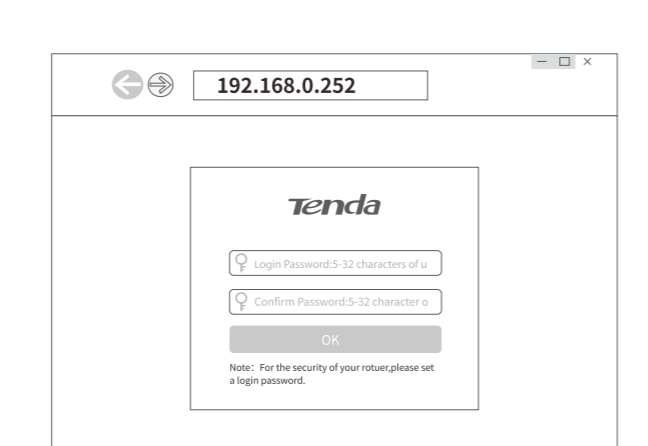 192.168.0.252
Tenda
Login Password:5-32 characters of u
Confirm Password:5-32 character o
OK
Note: For the security of your rotuer,please set
a login password.